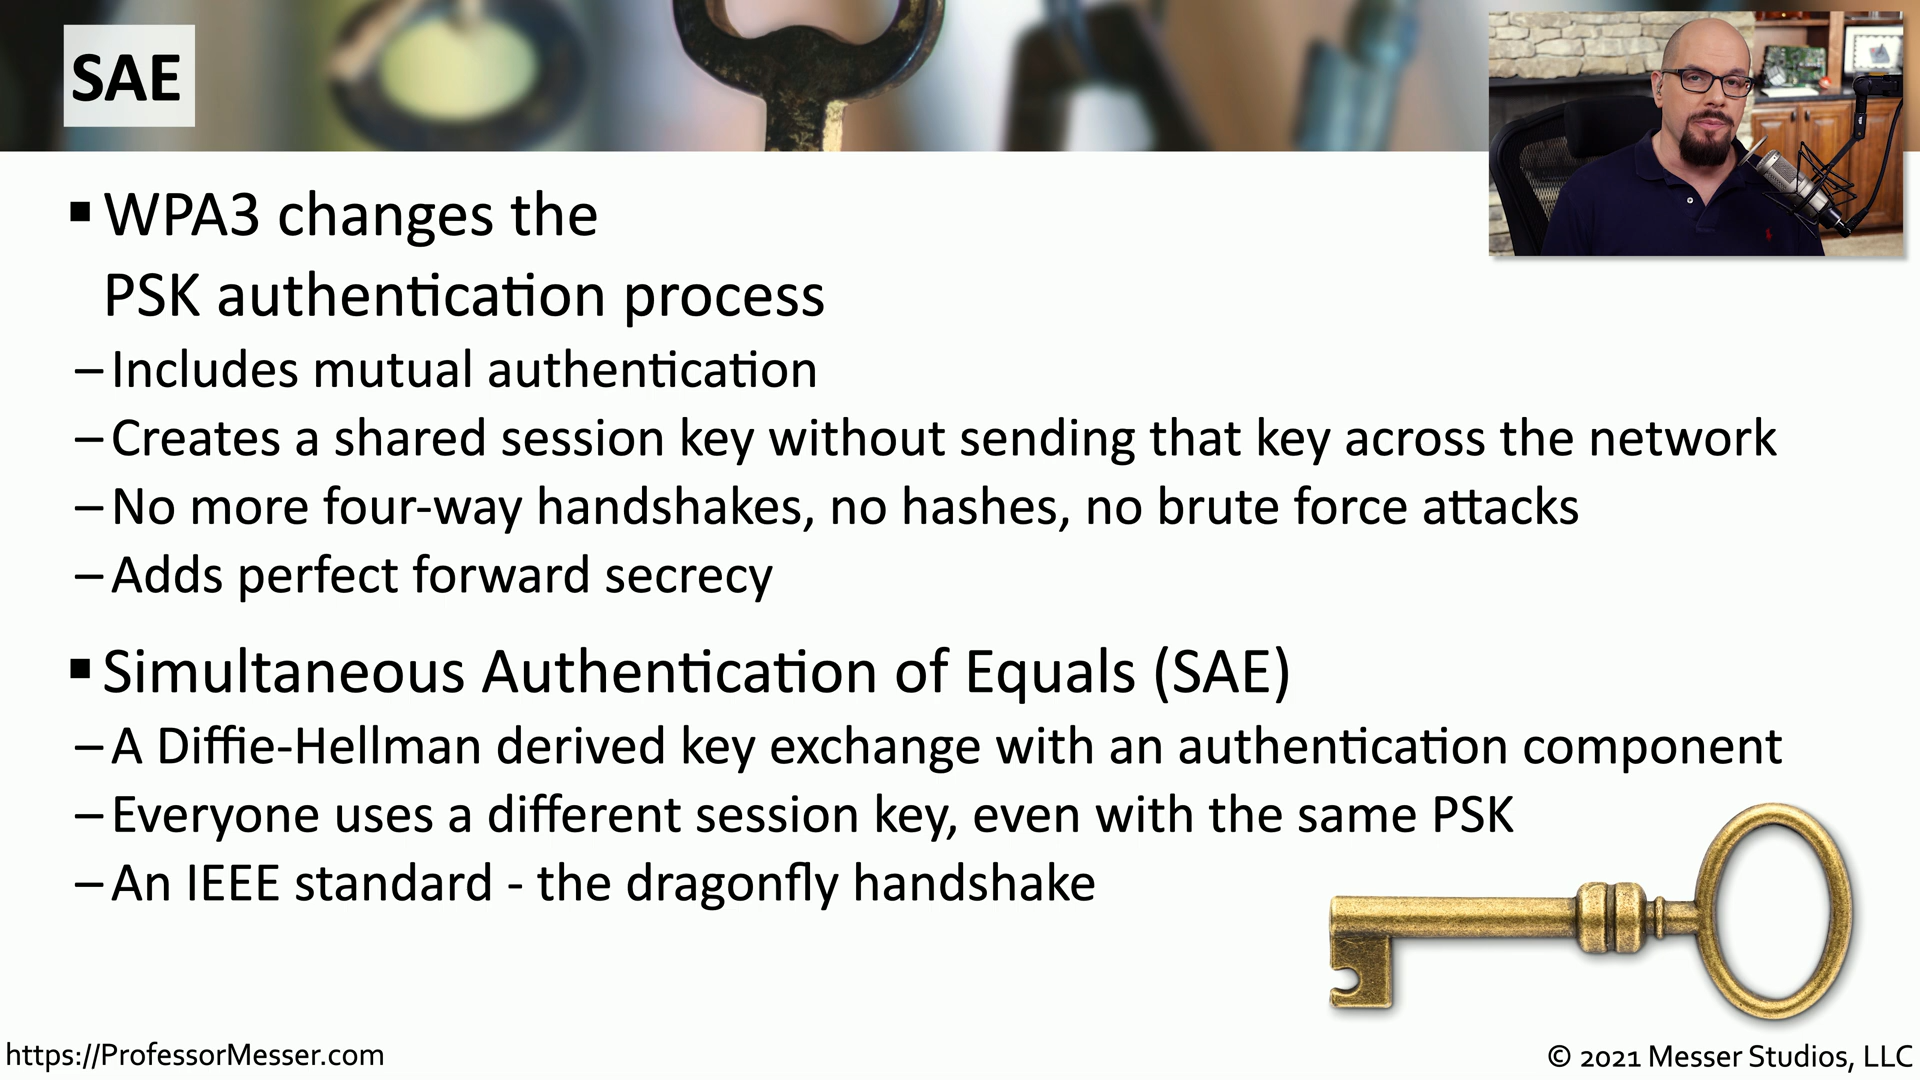 SAE
▪ WPA3 changes the
PSK authentication process
– Includes mutual authentication
– Creates a shared session key without sending that key across the network
– No more four-way handshakes, no hashes, no brute force attacks
– Adds perfect forward secrecy
▪ Simultaneous Authentication of Equals (SAE)
– A Diffie-Hellman derived key exchange with an authentication component
– Everyone uses a different session key, even with the same PSK
– An IEEE standard - the dragonfly handshake
https://ProfessorMesser.com
© 2021 Messer Studios, LLC